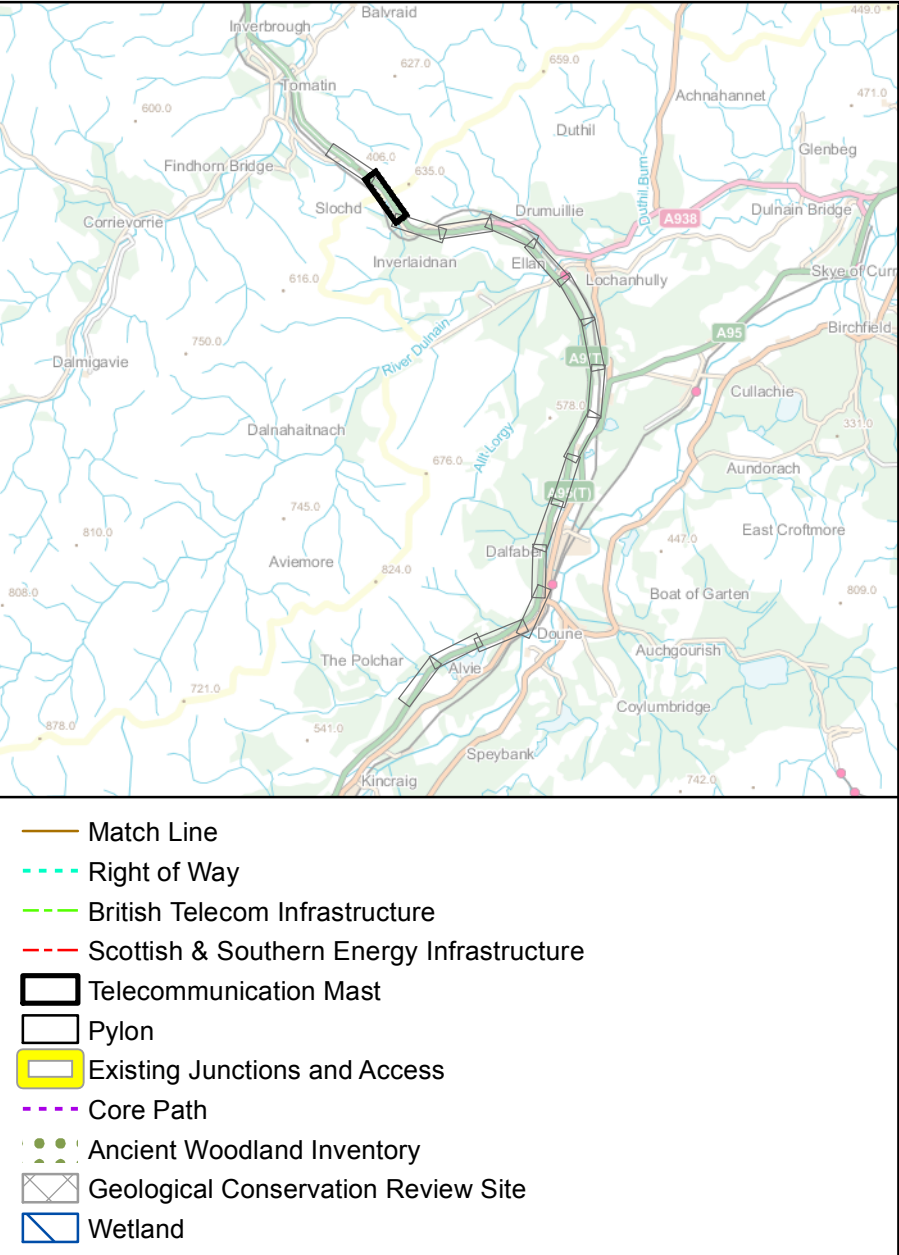 Balvraid
449.0
Inverbrough
627.0
659.0
Tomatin
Achnahannet
471.0
600.0
Duthil
Glenbeg
406.0
Findhorn Bridge
635.0
Duthil Burn
Slochd
Drumuillie
A938
Dulnain Bridge
Corrievorrie
Inverlaidnan
Ellan
Lochanhully
Skye of Curr
616.0
River Dulnain
Birchfield
750.0
A95
Dalmigavie
A9(T)
Cullachie
578.0
331.0
Dalnahaitnach
Allt Lorgy
676.0
Aundorach
A9(T)
745.0
810.0
East Croftmore
447.0
Dalfaber
Aviemore
824.0
808.0
Boat of Garten
809.0
Doune
Auchgourish
The Polchar
Alvie
721.0
Coylumbridge
878.0
541.0
Speybank
Kincraig
742.0
Match Line
Right of Way
British Telecom Infrastructure
Scottish & Southern Energy Infrastructure
Telecommunication Mast
Pylon
Existing Junctions and Access
Core Path
Ancient Woodland Inventory
Geological Conservation Review Site
Wetland